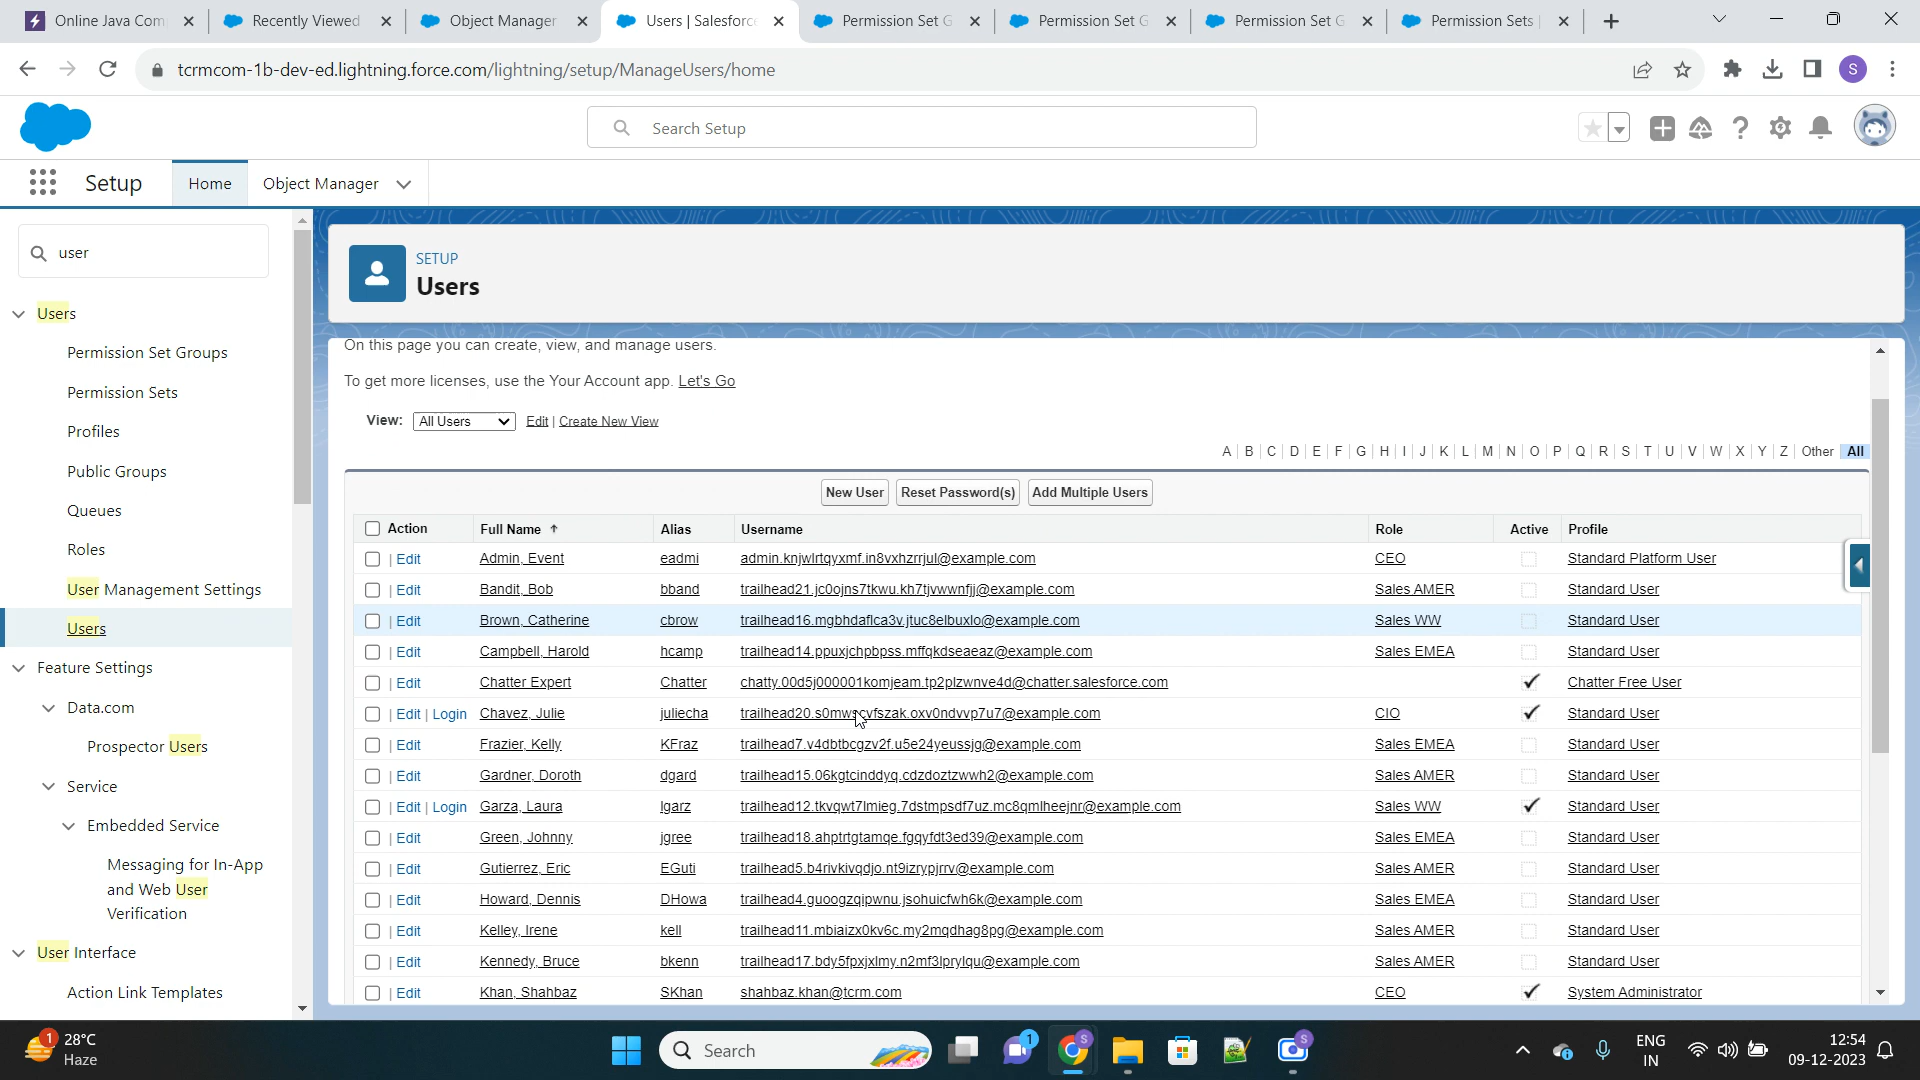 Online Java Com
Recently Viewed
Object Manager
Users | Salesforc
Permission Set G
Permission Set G
Permission Set G
Permission Sets |
tcrmcom-1b-dev-ed.lightning.force.com/lightning/setup/ManageUsers/home
S
Search Setup
Setup
Home
Object Manager
user
Users
Permission Set Groups
Permission Sets
Profiles
Public Groups
Queues
Roles
User Management Settings
Users
Feature Settings
Data.com
Prospector Users
Service
Embedded Service
Messaging for In-App
and Web User
Verification
User Interface
Action Link Templates
SETUP
Users
On this page you can create, view, and manage users.
To get more licenses, use the Your Account app. Let's Go
View: All Users Edit | Create New View
A | B | C | D | E | F | G | H | I | J | K | L | M | N | O | P | Q | R | S | T | U | V | W | X | Y | Z | Other All
New User Reset Password(s) Add Multiple Users
Action Full Name Alias Username Role Active Profile
| Edit Admin, Event eadmi admin.knjwlrtqyxmf.in8vxhzrrjul@example.com CEO Standard Platform User
| Edit Bandit, Bob bband trailhead21.jc0ojns7tkwu.kh7tjvwwnfjj@example.com Sales AMER Standard User
| Edit Brown, Catherine cbrow trailhead16.mgbhdaflca3v.jtuc8elbuxlo@example.com Sales WW Standard User
| Edit Campbell, Harold hcamp trailhead14.ppuxjchpbpss.mffqkdseaeaz@example.com Sales EMEA Standard User
| Edit Chatter Expert Chatter chatty.00d5j000001komjeam.tp2plzwnve4d@chatter.salesforce.com Chatter Free User
| Edit | Login Chavez, Julie juliecha CIO Standard User
| Edit Frazier, Kelly KFraz trailhead7.v4dbtbcgzv2f.u5e24yeussjg@example.com Sales EMEA Standard User
| Edit Gardner, Doroth dgard trailhead15.06kgtcinddyq.cdzdoztzwwh2@example.com Sales AMER Standard User
| Edit | Login Garza, Laura lgarz trailhead12.tkvqwt7lmieg.7dstmpsdf7uz.mc8qmlheejnr@example.com Sales WW Standard User
| Edit Green, Johnny jgree trailhead18.ahptrtgtamqe.fgqyfdt3ed39@example.com Sales EMEA Standard User
| Edit Gutierrez, Eric EGuti trailhead5.b4rivkivqdjo.nt9izrypjrrv@example.com Sales AMER Standard User
| Edit Howard, Dennis DHowa trailhead4.guoogzqipwnu.jsohuicfwh6k@example.com Sales EMEA Standard User
| Edit Kelley, Irene kell trailhead11.mbiaizx0kv6c.my2mqdhag8pg@example.com Sales AMER Standard User
| Edit Kennedy, Bruce bkenn trailhead17.bdy5fpxjxlmy.n2mf3lprylqu@example.com Sales AMER Standard User
| Edit Khan, Shahbaz SKhan shahbaz.khan@tcrm.com CEO System Administrator
1
28°C
Haze
Search
1
S
S
ENG
IN
12:54
09-12-2023